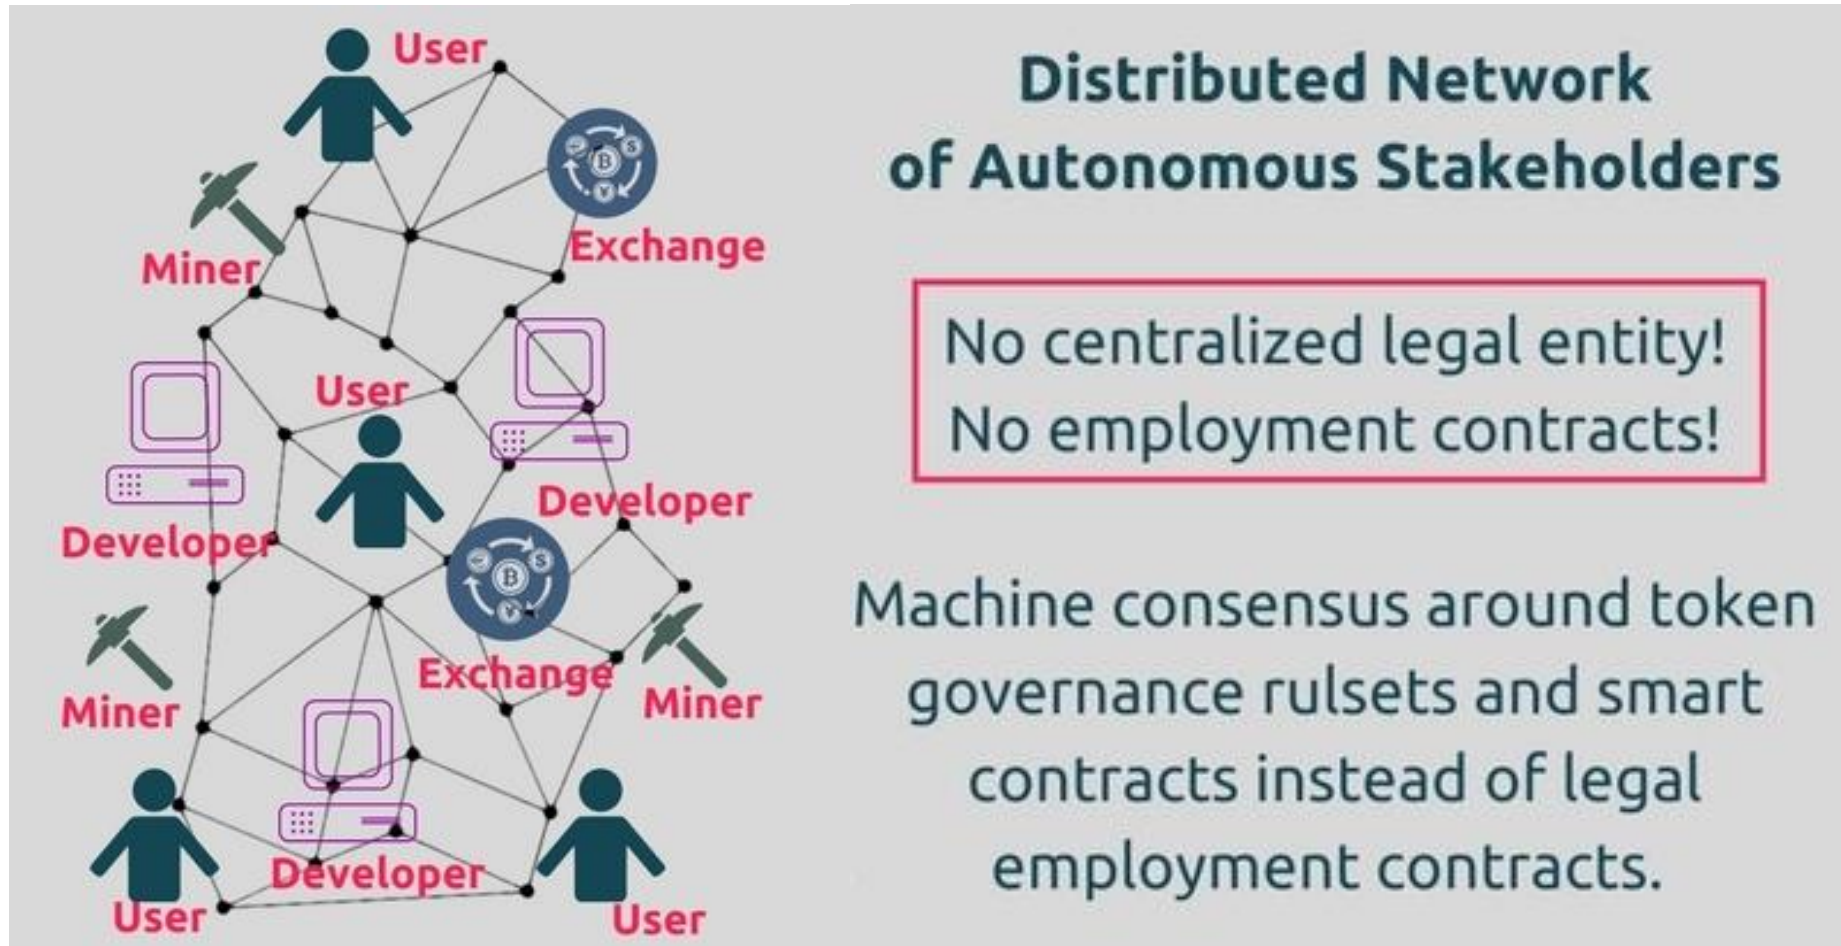 User
Exchange
Miner
User
Developer
Developer
Exchange
Miner
Miner
Developer
User
User
Distributed Network
of Autonomous Stakeholders
No centralized legal entity!
No employment contracts!
Machine consensus around token
governance rulsets and smart
contracts instead of legal
employment contracts.